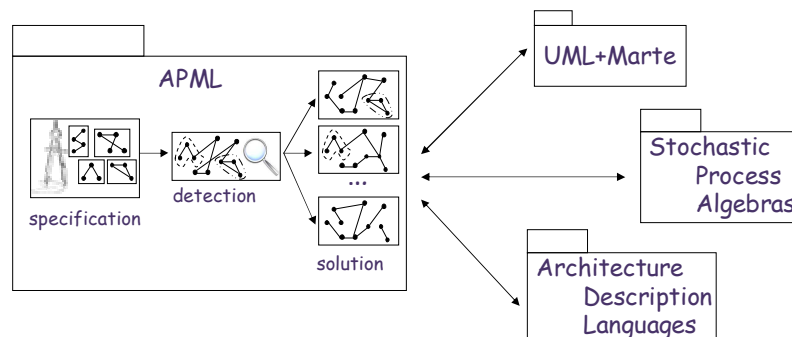 APML
specification
detection
...
solution
UML+Marte
Stochastic
Process
Algebras
Architecture
Description
Languages